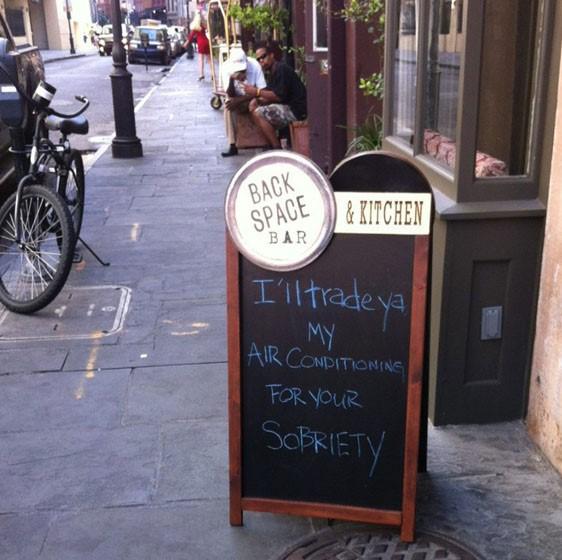 BACK
SPACE
BAR
& KITCHEN
I'll trade ya
MY
AIR CONDITIONING
FOR YOUR
SOBRIETY